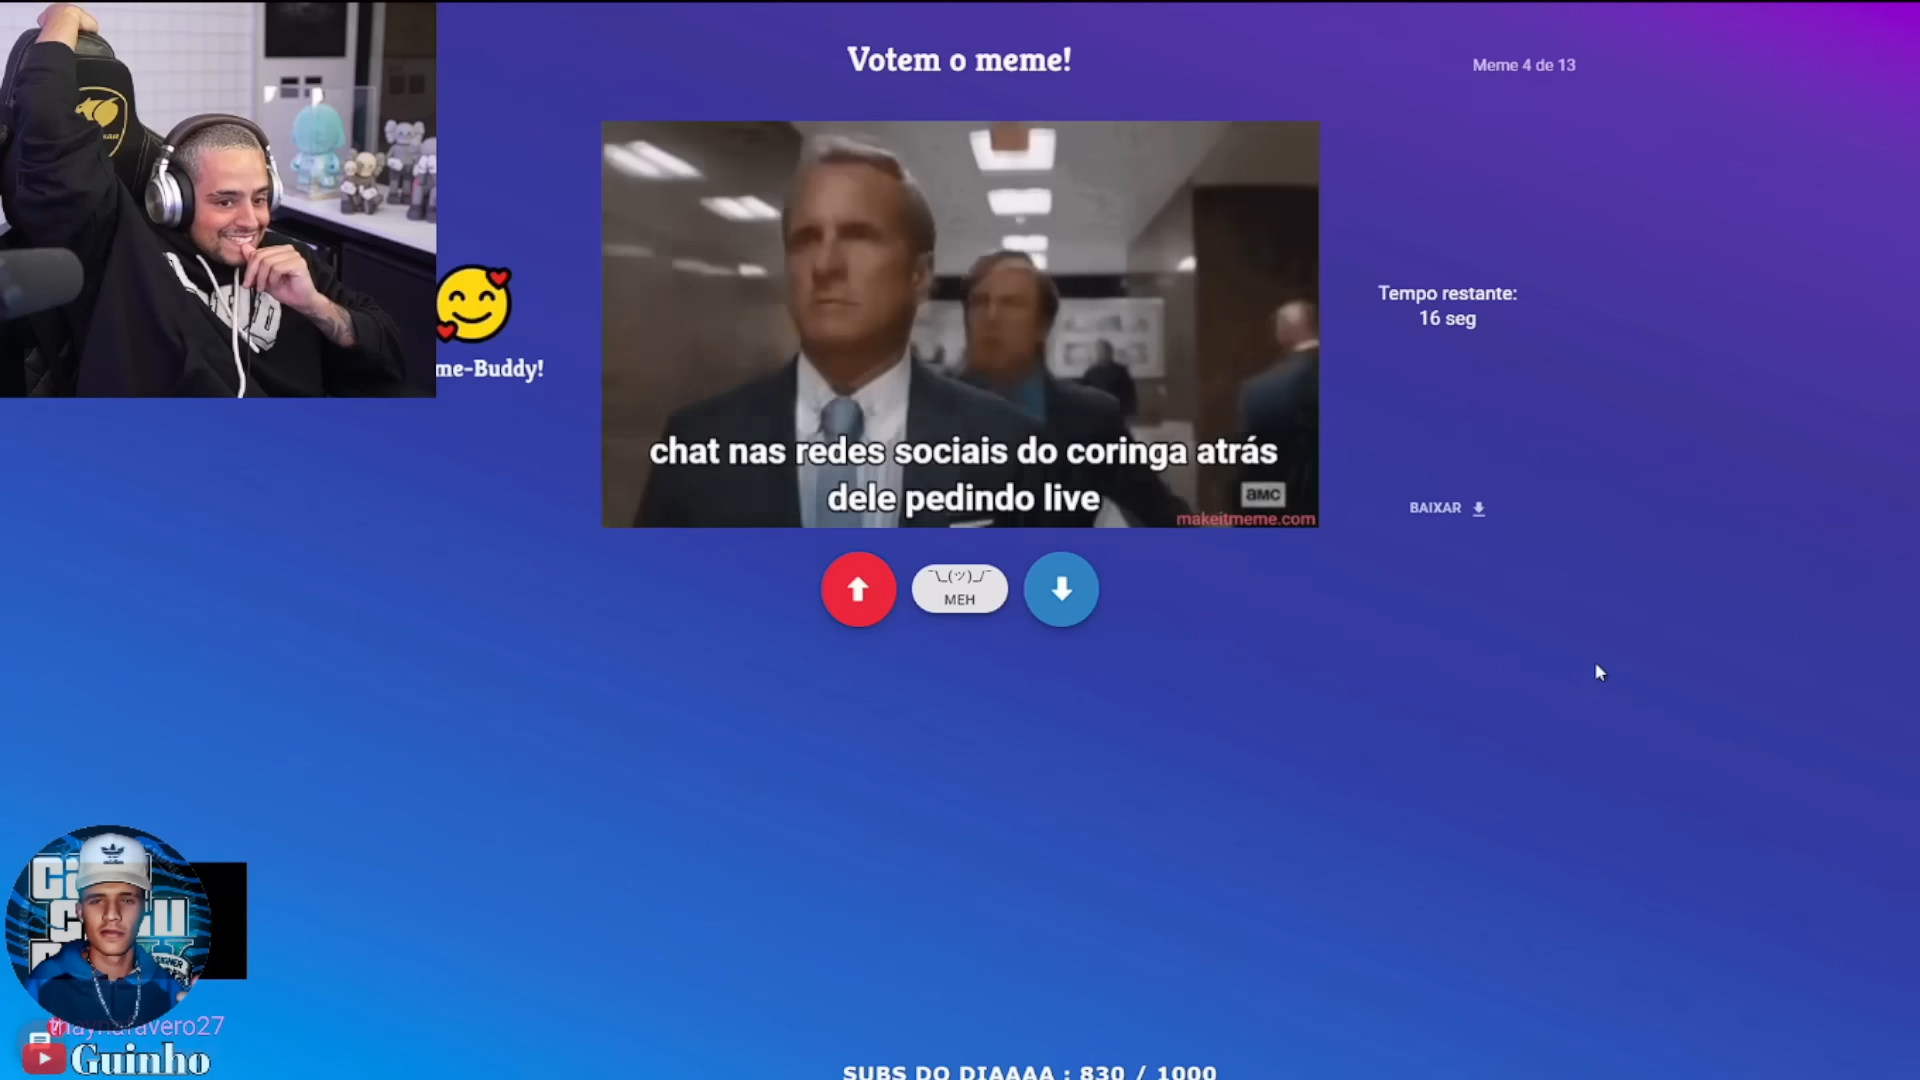 Votem o meme!
Meme 4 de 13
Tempo restante:
16 seg
me-Buddy!
chat nas redes sociais do coringa atrás
dele pedindo live
amc
makeitmeme.com
BAIXAR
¯\_(ツ)_/¯
MEH
Guinho
SUBS DO DIAAAA : 830 / 1000